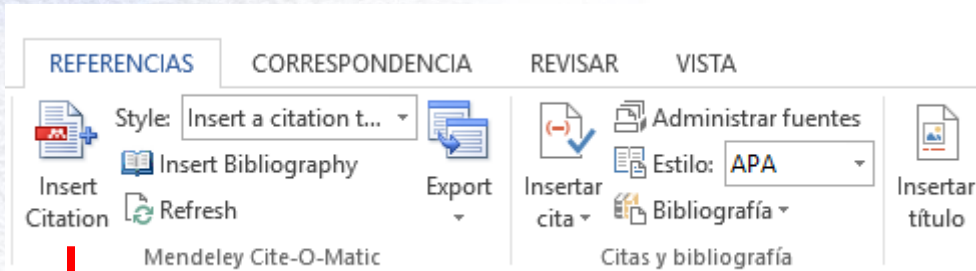 REFERENCIAS CORRESPONDENCIA REVISAR VISTA
Style: Insert a citation t...
Insert Bibliography
Refresh
Insert
Citation
Export
Mendeley Cite-O-Matic
Insertar
cita
Administrar fuentes
Estilo: APA
Bibliografía
Citas y bibliografía
Insertar
título